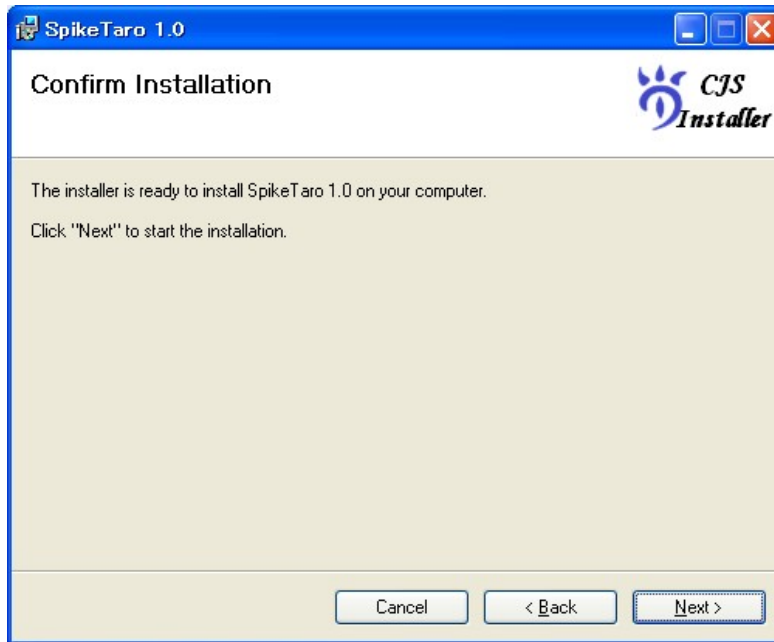 SpikeTaro 1.0
Confirm Installation
CJS
Installer
The installer is ready to install SpikeTaro 1.0 on your computer.
Click "Next" to start the installation.
Cancel
< Back
Next >